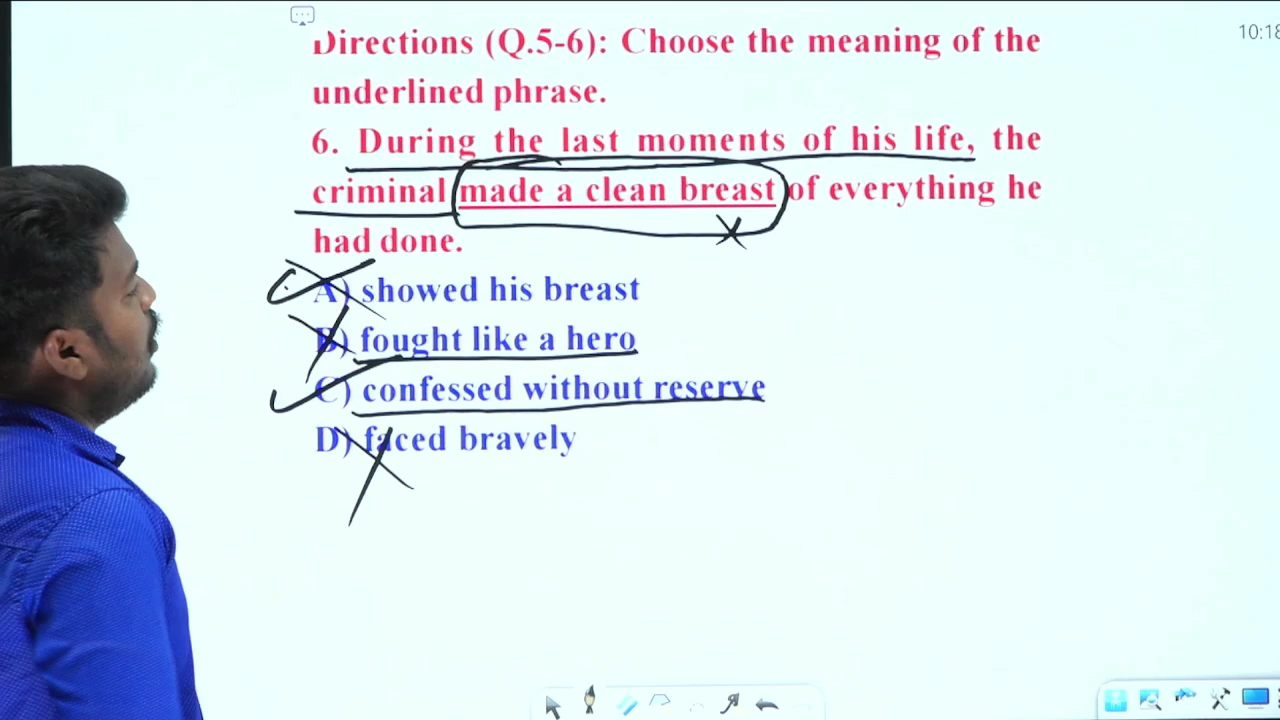 10:18
Directions (Q.5-6): Choose the meaning of the
underlined phrase.
6. During the last moments of his life, the
criminal made a clean breast of everything he
had done.
A) showed his breast
B) fought like a hero
C) confessed without reserve
D) faced bravely